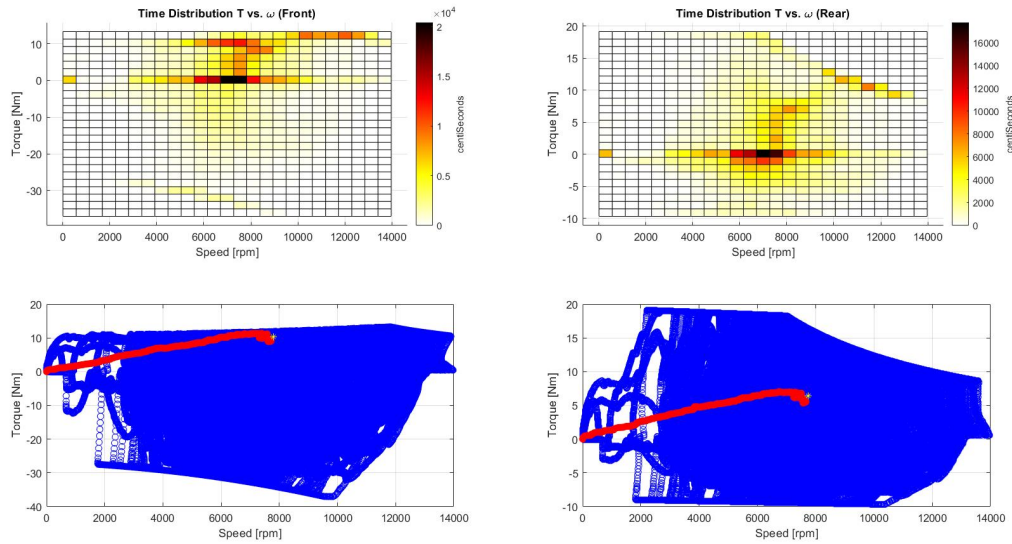 Time Distribution T vs. ω (Front)
×10⁴
20
10
0
-10
-20
-30
Torque [Nm]
0 2000 4000 6000 8000 10000 12000 14000
Speed [rpm]
2
1.5
1
0.5
0
centiSeconds
Time Distribution T vs. ω (Rear)
20
15
10
5
0
-5
-10
Torque [Nm]
0 2000 4000 6000 8000 10000 12000 14000
Speed [rpm]
16000
14000
12000
10000
8000
6000
4000
2000
0
centiSeconds
20
10
0
-10
-20
-30
-40
Torque [Nm]
0 2000 4000 6000 8000 10000 12000 14000
Speed [rpm]
20
15
10
5
0
-5
-10
Torque [Nm]
0 2000 4000 6000 8000 10000 12000 14000
Speed [rpm]